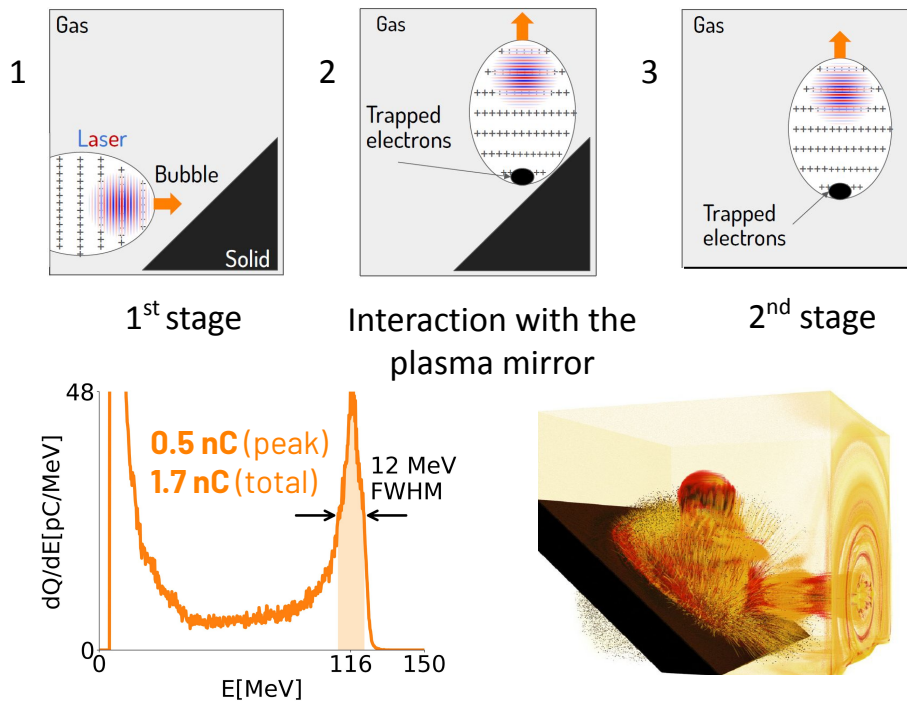 1
Gas
Laser
Bubble
Solid
2
Gas
Trapped
electrons
3
Gas
Trapped
electrons
1st stage
Interaction with the
plasma mirror
2nd stage
48
dQ/dE[pC/MeV]
0.5 nC (peak)
1.7 nC (total)
12 MeV
FWHM
0
0
116
150
E[MeV]